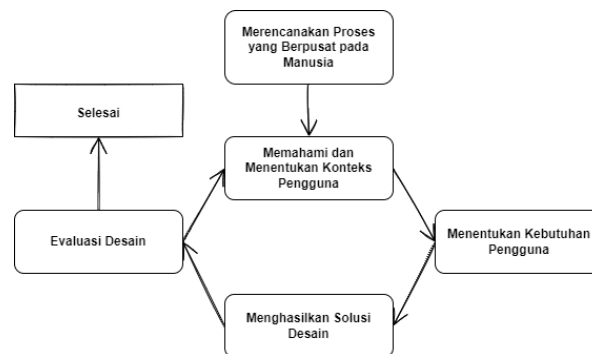 Merencanakan Proses
yang Berpusat pada
Manusia
Selesai
Memahami dan
Menentukan Konteks
Pengguna
Evaluasi Desain
Menentukan Kebutuhan
Pengguna
Menghasilkan Solusi
Desain